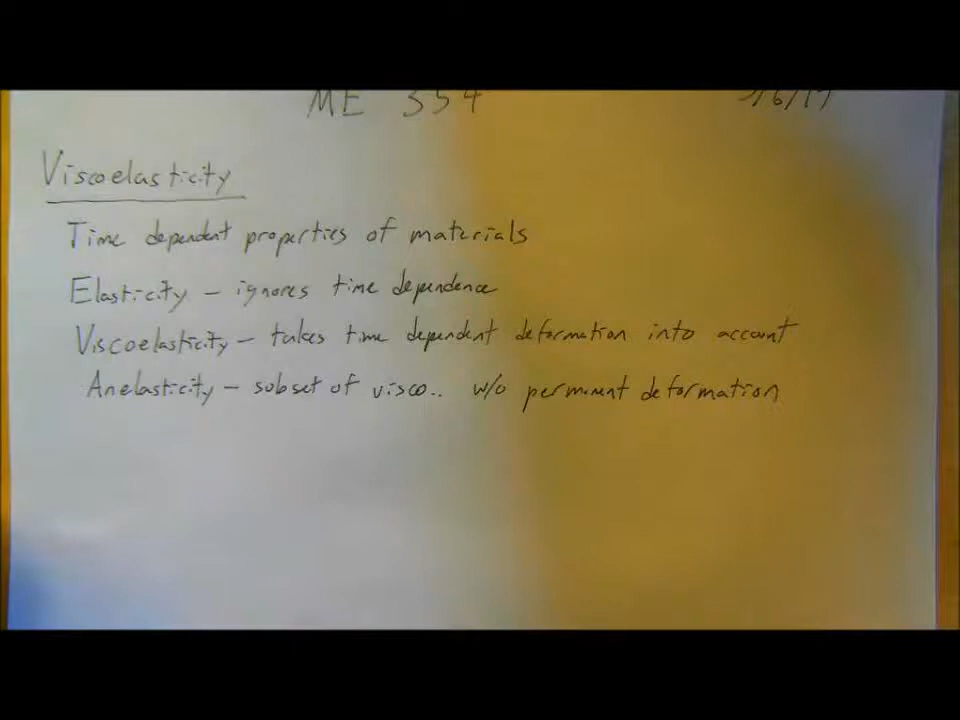 ME 354
Viscoelasticity
Time dependent properties of materials
Elasticity - ignores time dependence
Viscoelasticity - takes time dependent deformation into account
Anelasticity - subset of visco.. w/o perminent deformation